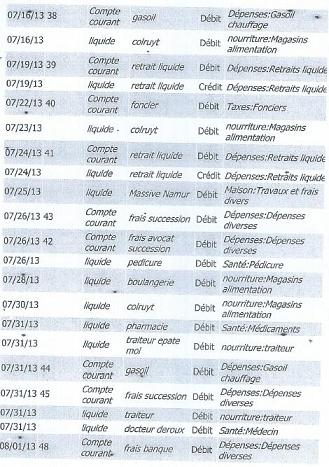 07/16/13 38 Compte courant gasoil Débit Dépenses:Gasoil chauffage
07/16/13 liquide colruyt Débit nourriture:Magasins alimentation
07/19/13 39 Compte courant retrait liquide Débit Dépenses:Retraits liquide
07/19/13 liquide retrait liquide Crédit Dépenses:Retraits liquide
07/22/13 40 Compte courant foncier Débit Taxes:Fonciers
07/23/13 liquide colruyt Débit nourriture:Magasins alimentation
07/24/13 41 Compte courant retrait liquide Débit Dépenses:Retraits liquide
07/24/13 liquide retrait liquide Crédit Dépenses:Retraits liquide
07/25/13 liquide Massive Namur Débit Maison:Travaux et frais divers
07/26/13 43 Compte courant frais succession Débit Dépenses:Dépenses diverses
07/26/13 42 Compte courant frais avocat succession Débit Dépenses:Dépenses diverses
07/26/13 liquide pedicure Débit Santé:Pédicure
07/28/13 liquide boulangerie Débit nourriture:Magasins alimentation
07/30/13 liquide colruyt Débit nourriture:Magasins alimentation
07/31/13 liquide pharmacie Débit Santé:Médicaments
07/31/13 liquide traiteur epate moi Débit nourriture:traiteur
07/31/13 44 Compte courant gasoil Débit Dépenses:Gasoil chauffage
07/31/13 45 Compte courant frais succession Débit Dépenses:Dépenses diverses
07/31/13 liquide traiteur Débit nourriture:traiteur
07/31/13 liquide docteur deroux Débit Santé:Médecin
08/01/13 48 Compte courant frais banque Débit Dépenses:Dépenses diverses